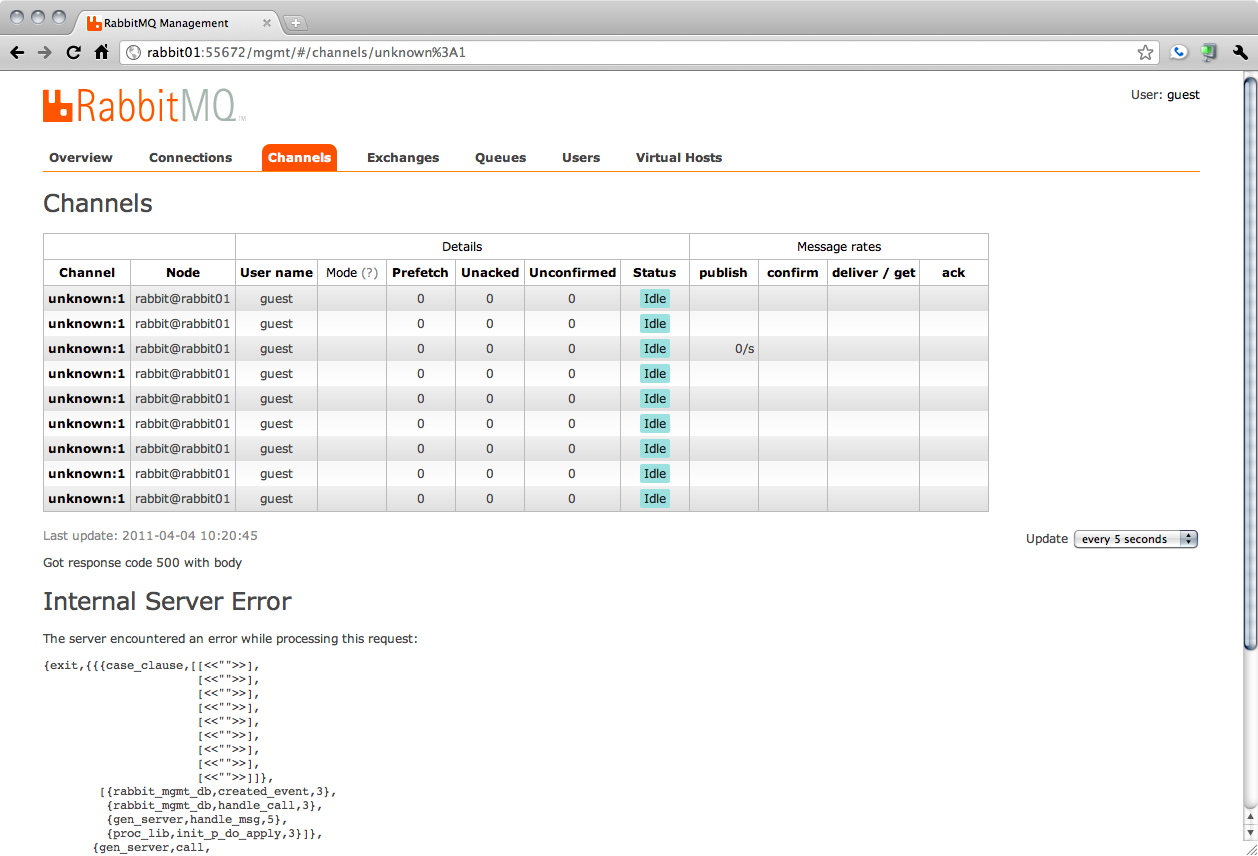 RabbitMQ Management
rabbit01:55672/mgmt/#/channels/unknown%3A1
RabbitMQ TM
User: guest
Overview Connections Channels Exchanges Queues Users Virtual Hosts
Channels
Details Message rates
Channel Node User name Mode (?) Prefetch Unacked Unconfirmed Status publish confirm deliver / get ack
unknown:1 rabbit@rabbit01 guest 0 0 0 Idle
unknown:1 rabbit@rabbit01 guest 0 0 0 Idle
unknown:1 rabbit@rabbit01 guest 0 0 0 Idle 0/s
unknown:1 rabbit@rabbit01 guest 0 0 0 Idle
unknown:1 rabbit@rabbit01 guest 0 0 0 Idle
unknown:1 rabbit@rabbit01 guest 0 0 0 Idle
unknown:1 rabbit@rabbit01 guest 0 0 0 Idle
unknown:1 rabbit@rabbit01 guest 0 0 0 Idle
unknown:1 rabbit@rabbit01 guest 0 0 0 Idle
Last update: 2011-04-04 10:20:45 Update every 5 seconds
Got response code 500 with body
Internal Server Error
The server encountered an error while processing this request:
{exit,{{{case_clause,[[<<"">>],
[<<"">>],
[<<"">>],
[<<"">>],
[<<"">>],
[<<"">>],
[<<"">>],
[<<"">>],
[<<"">>]]},
[{rabbit_mgmt_db,created_event,3},
{rabbit_mgmt_db,handle_call,3},
{gen_server,handle_msg,5},
{proc_lib,init_p_do_apply,3}]},
{gen_server,call,